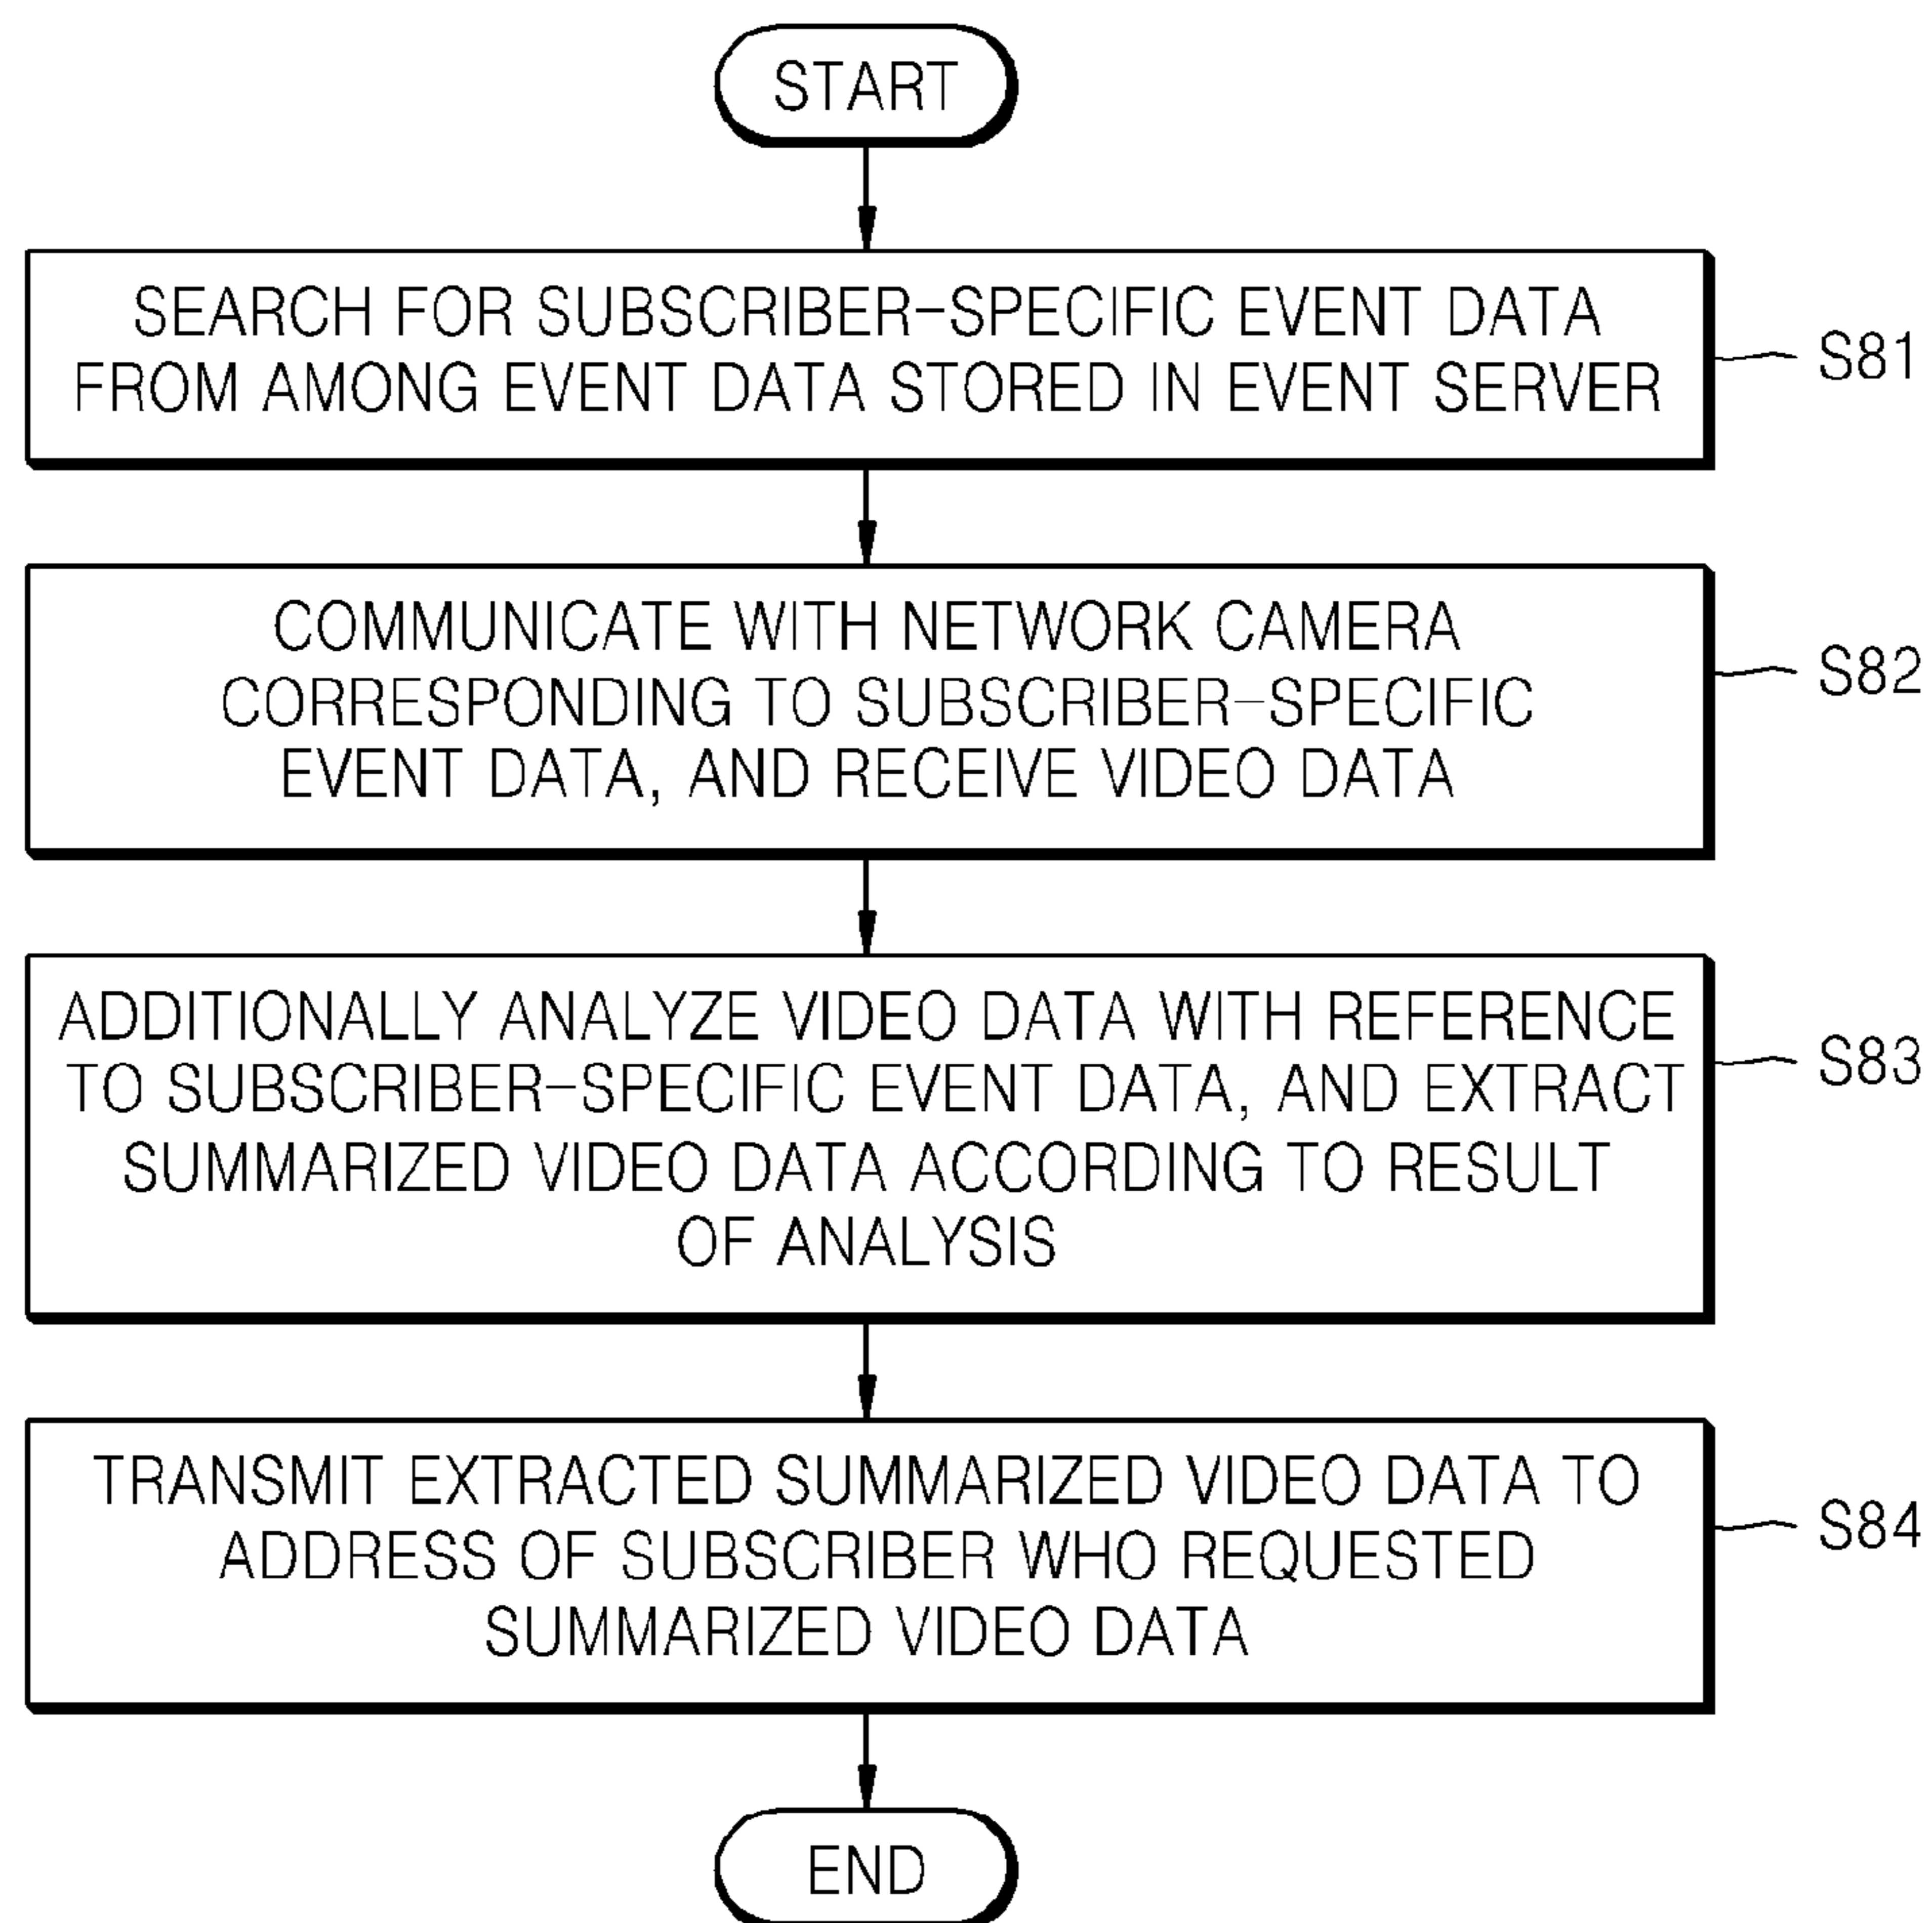 START
SEARCH FOR SUBSCRIBER-SPECIFIC EVENT DATA
FROM AMONG EVENT DATA STORED IN EVENT SERVER
S81
COMMUNICATE WITH NETWORK CAMERA
CORRESPONDING TO SUBSCRIBER-SPECIFIC
EVENT DATA, AND RECEIVE VIDEO DATA
S82
ADDITIONALLY ANALYZE VIDEO DATA WITH REFERENCE
TO SUBSCRIBER-SPECIFIC EVENT DATA, AND EXTRACT
SUMMARIZED VIDEO DATA ACCORDING TO RESULT
OF ANALYSIS
S83
TRANSMIT EXTRACTED SUMMARIZED VIDEO DATA TO
ADDRESS OF SUBSCRIBER WHO REQUESTED
SUMMARIZED VIDEO DATA
S84
END